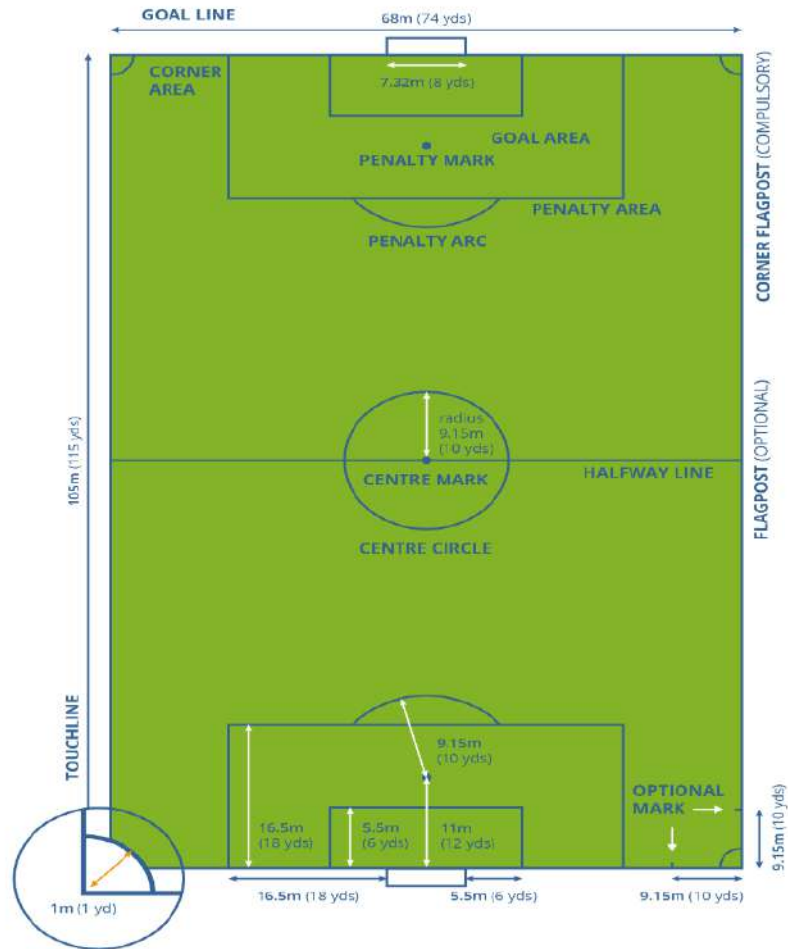 GOAL LINE
68m (74 yds)
CORNER
AREA
7.32m (8 yds)
GOAL AREA
PENALTY MARK
PENALTY AREA
PENALTY ARC
CORNER FLAGPOST (COMPULSORY)
radius
9.15m
(10 yds)
CENTRE MARK
HALFWAY LINE
CENTRE CIRCLE
105m (115 yds)
FLAGPOST (OPTIONAL)
TOUCHLINE
9.15m
(10 yds)
OPTIONAL
MARK
16.5m
(18 yds)
5.5m
(6 yds)
11m
(12 yds)
9.15m (10 yds)
1m (1 yd)
16.5m (18 yds)
5.5m (6 yds)
9.15m (10 yds)